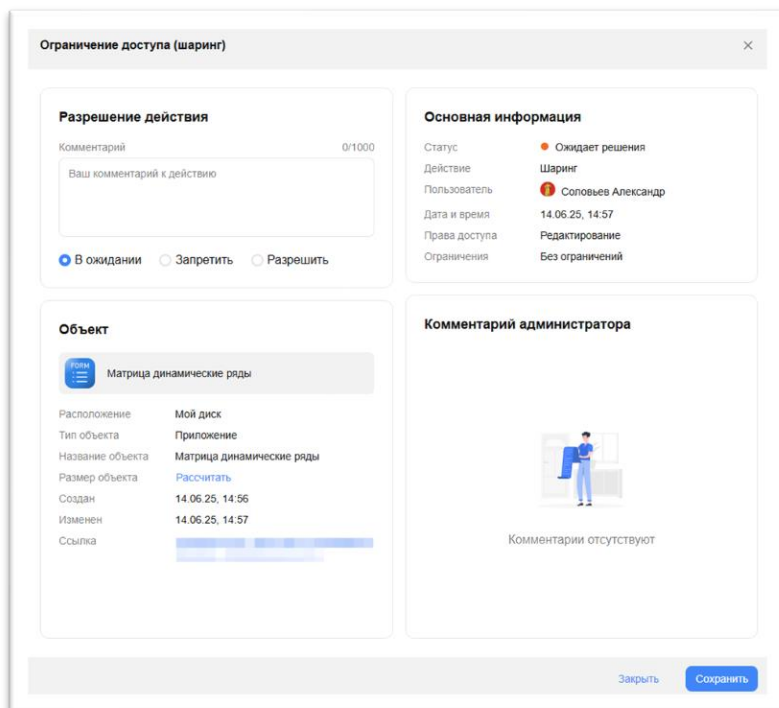 Ограничение доступа (шаринг)
Разрешение действия
Комментарий 0/1000
Ваш комментарий к действию
В ожидании Запретить Разрешить
Основная информация
Статус Ожидает решения
Действие Шаринг
Пользователь Соловьев Александр
Дата и время 14.06.25, 14:57
Права доступа Редактирование
Ограничения Без ограничений
Объект
FORM
Матрица динамические ряды
Расположение Мой диск
Тип объекта Приложение
Название объекта Матрица динамические ряды
Размер объекта Рассчитать
Создан 14.06.25, 14:56
Изменен 14.06.25, 14:57
Ссылка
Комментарий администратора
Комментарии отсутствуют
Закрыть Сохранить